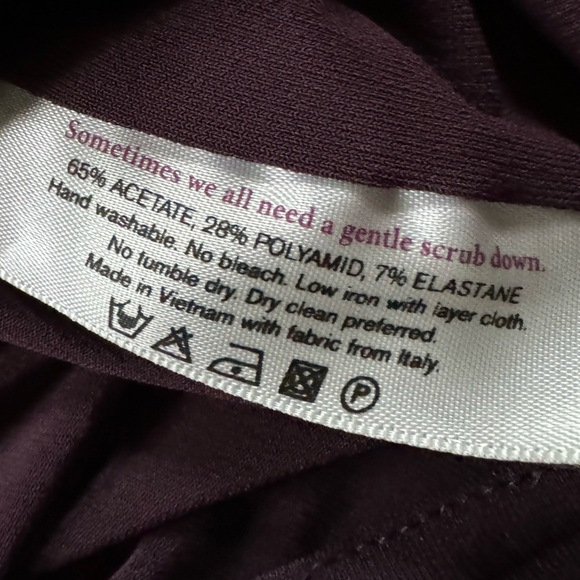 Sometimes we all need a gentle scrub down.
65% ACETATE, 28% POLYAMID, 7% ELASTANE
Hand washable. No bleach. Low iron with layer cloth.
No tumble dry. Dry clean preferred.
Made in Vietnam with fabric from Italy.
P